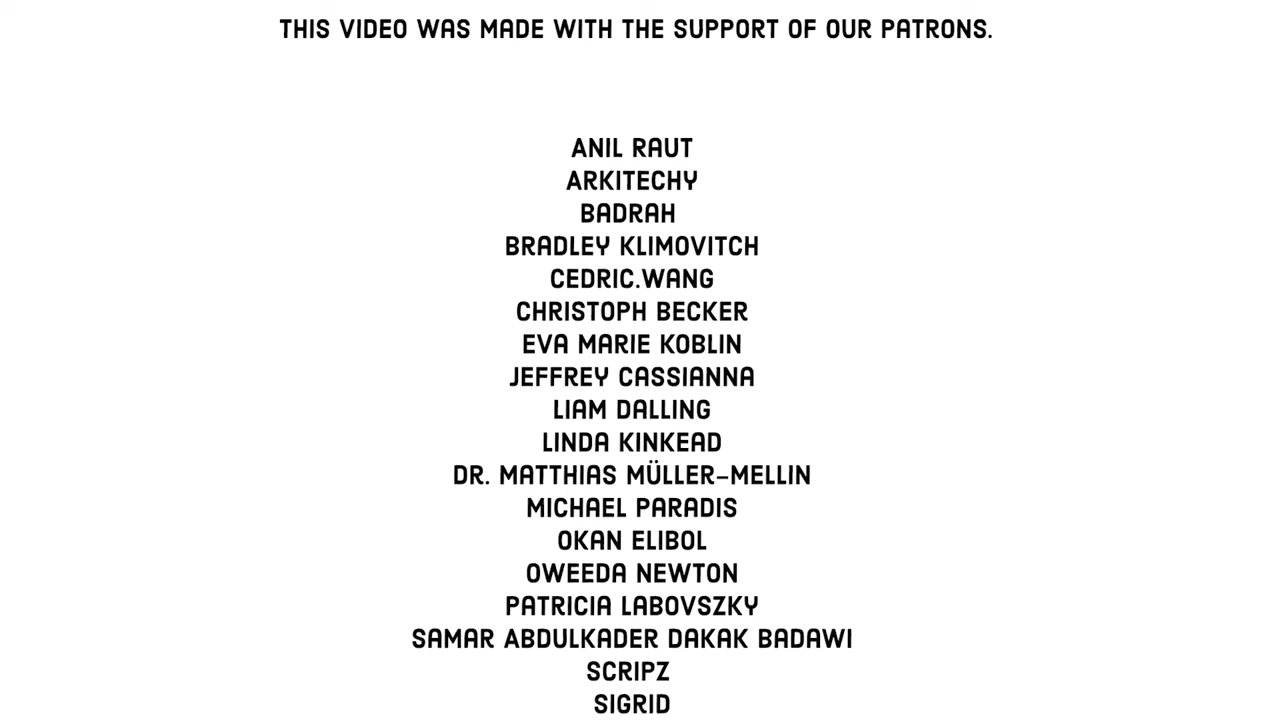 THIS VIDEO WAS MADE WITH THE SUPPORT OF OUR PATRONS.
ANIL RAUT
ARKITECHY
BADRAH
BRADLEY KLIMOVITCH
CEDRIC.WANG
CHRISTOPH BECKER
EVA MARIE KOBLIN
JEFFREY CASSIANNA
LIAM DALLING
LINDA KINKEAD
DR. MATTHIAS MÜLLER-MELLIN
MICHAEL PARADIS
OKAN ELIBOL
OWEEDA NEWTON
PATRICIA LABOVSZKY
SAMAR ABDULKADER DAKAK BADAWI
SCRIPZ
SIGRID